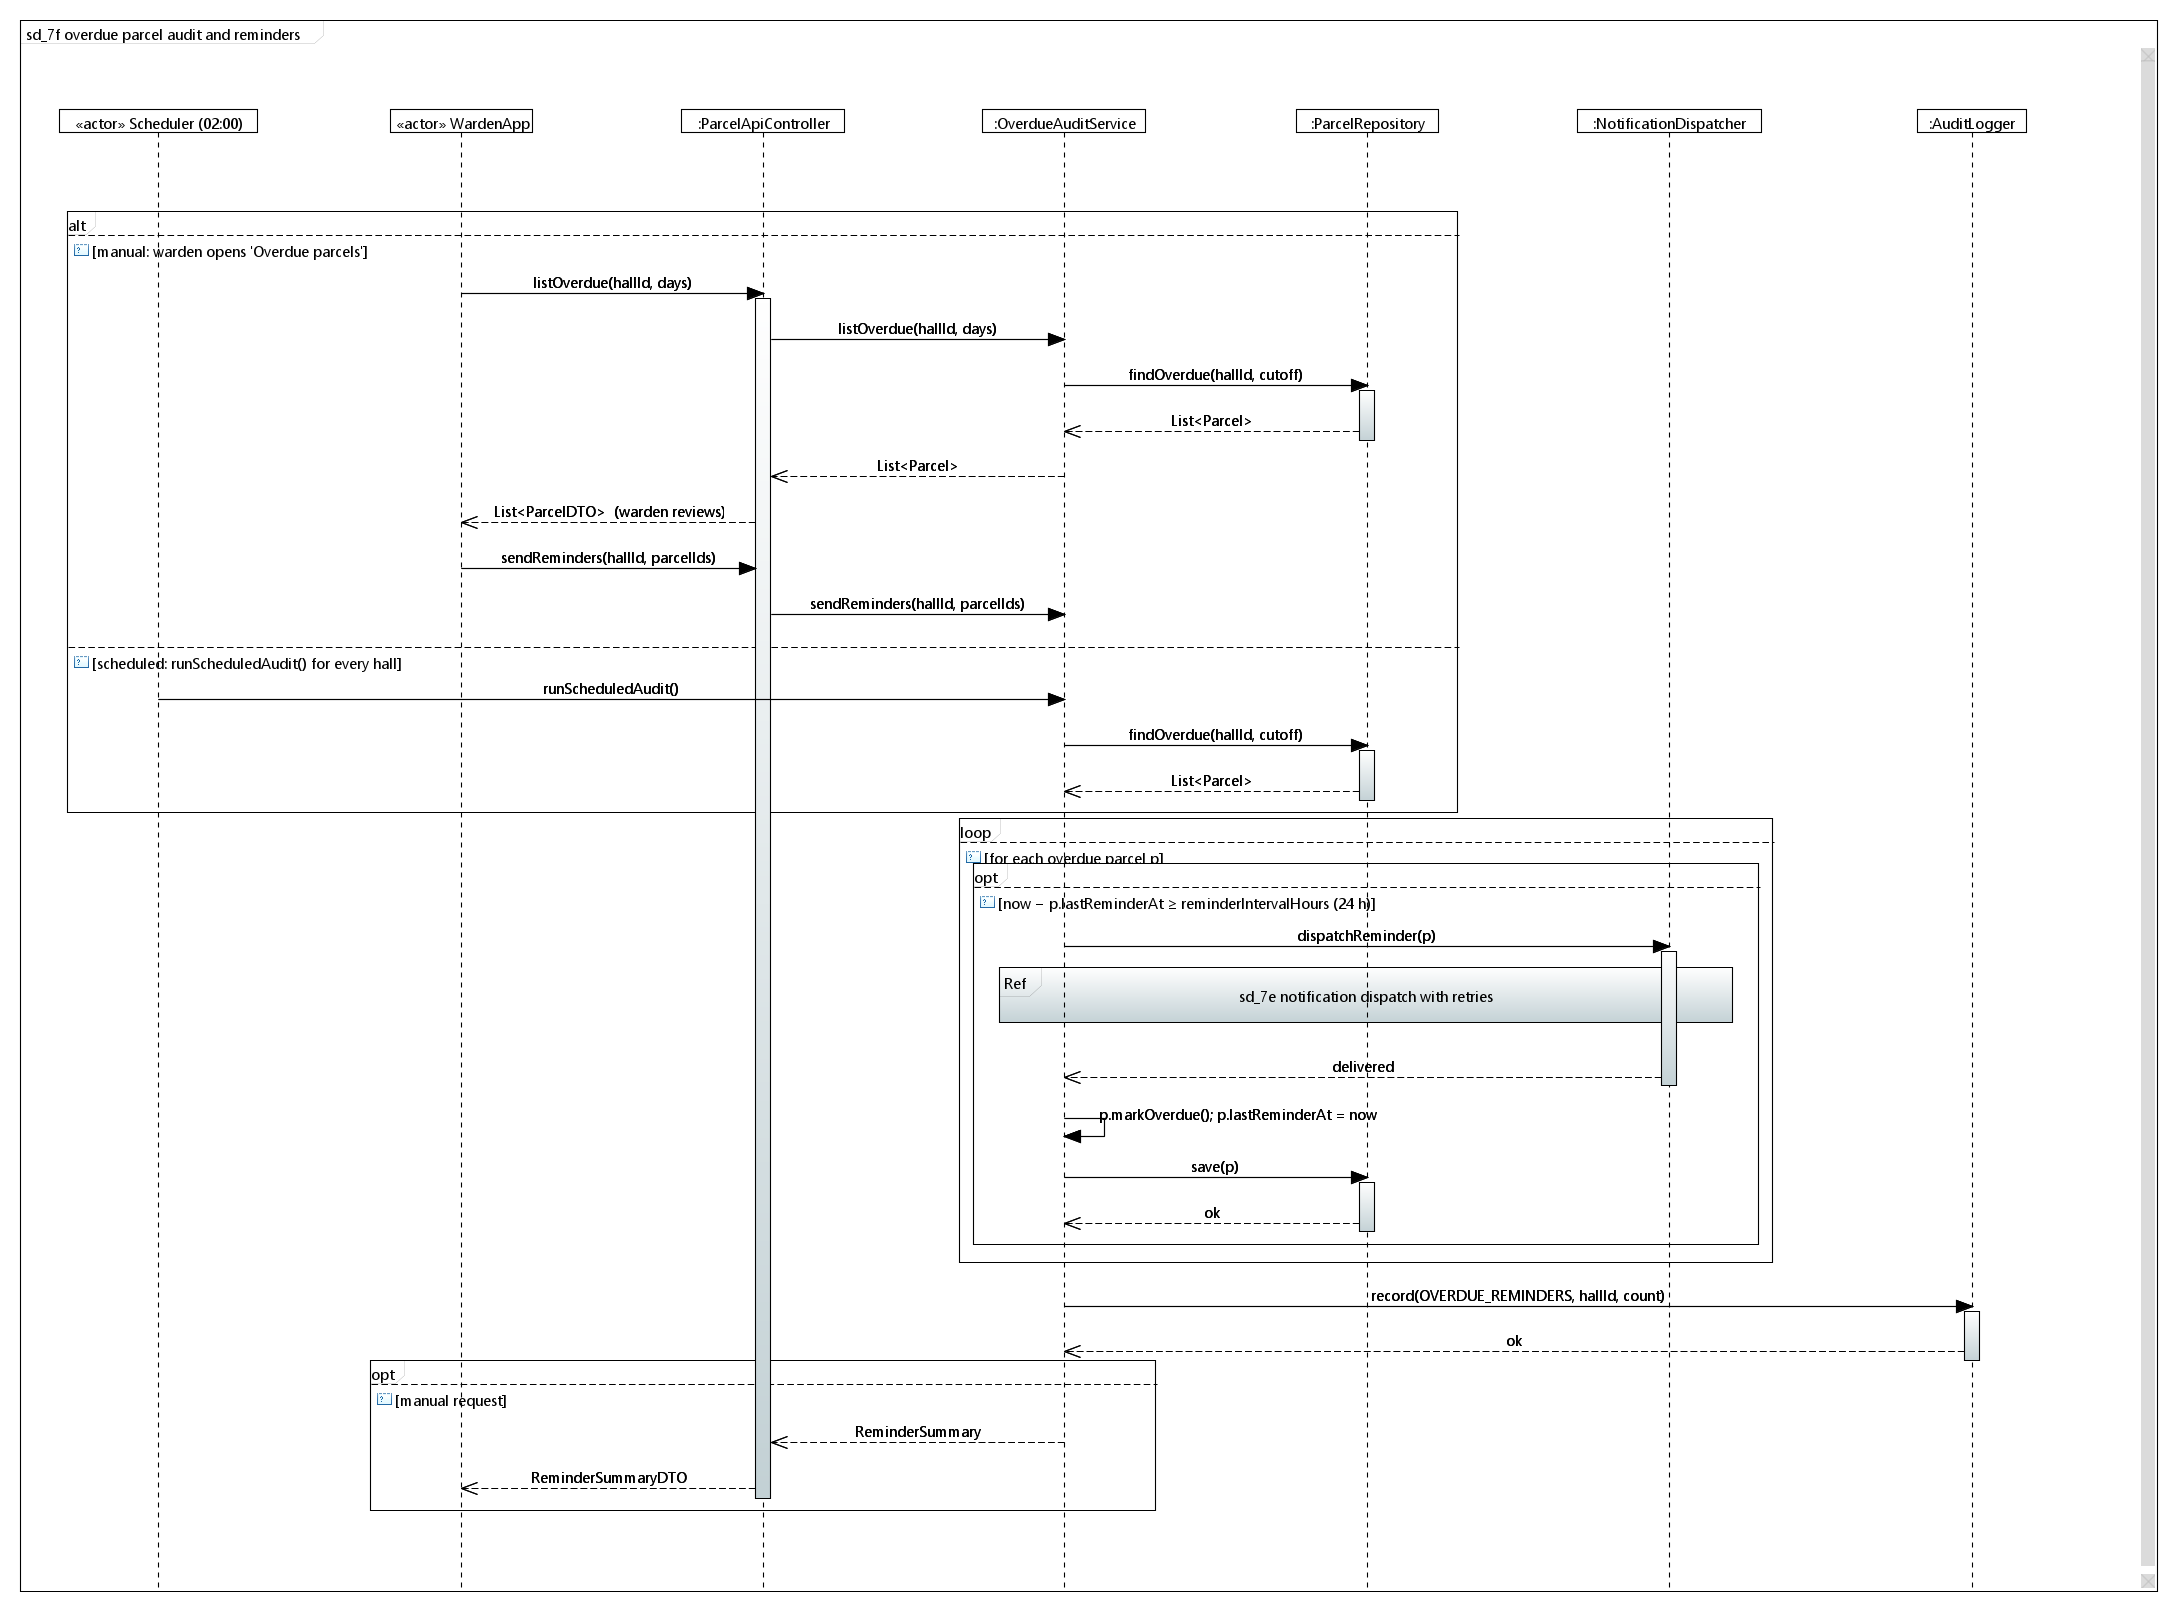 sd_7f overdue parcel audit and reminders
«actor» Scheduler (02:00)
«actor» WardenApp
:ParcelApiController
:OverdueAuditService
:ParcelRepository
:NotificationDispatcher
:AuditLogger
alt
[manual: warden opens 'Overdue parcels']
listOverdue(hallId, days)
listOverdue(hallId, days)
findOverdue(hallId, cutoff)
List<Parcel>
List<Parcel>
List<ParcelDTO>  (warden reviews)
sendReminders(hallId, parcelIds)
sendReminders(hallId, parcelIds)
[scheduled: runScheduledAudit() for every hall]
runScheduledAudit()
findOverdue(hallId, cutoff)
List<Parcel>
loop
[for each overdue parcel p]
opt
[now − p.lastReminderAt ≥ reminderIntervalHours (24 h)]
dispatchReminder(p)
Ref
sd_7e notification dispatch with retries
delivered
p.markOverdue(); p.lastReminderAt = now
save(p)
ok
record(OVERDUE_REMINDERS, hallId, count)
ok
opt
[manual request]
ReminderSummary
ReminderSummaryDTO